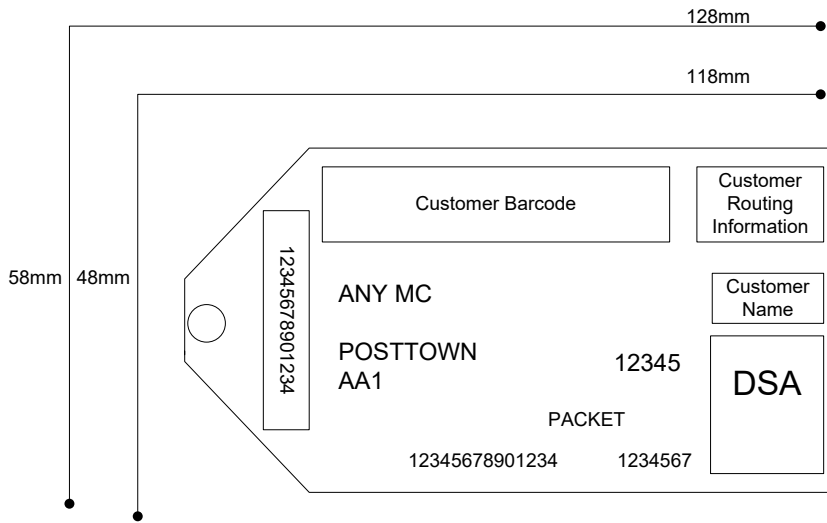 128mm
118mm
58mm
48mm
Customer Barcode
Customer
Routing
Information
12345678901234
ANY MC
Customer
Name
POSTTOWN
AA1
12345
DSA
PACKET
12345678901234
1234567